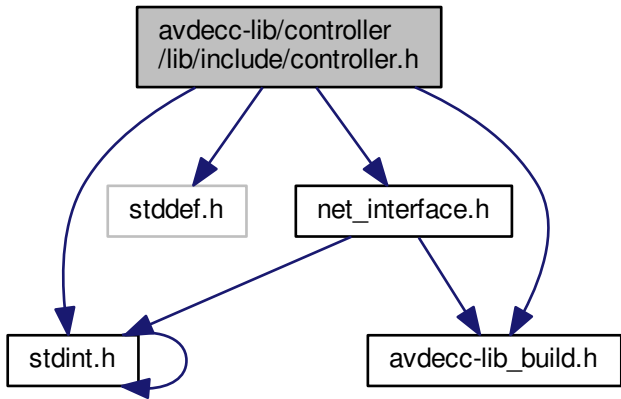 avdecc-lib/controller
/lib/include/controller.h
stddef.h
net_interface.h
stdint.h
avdecc-lib_build.h